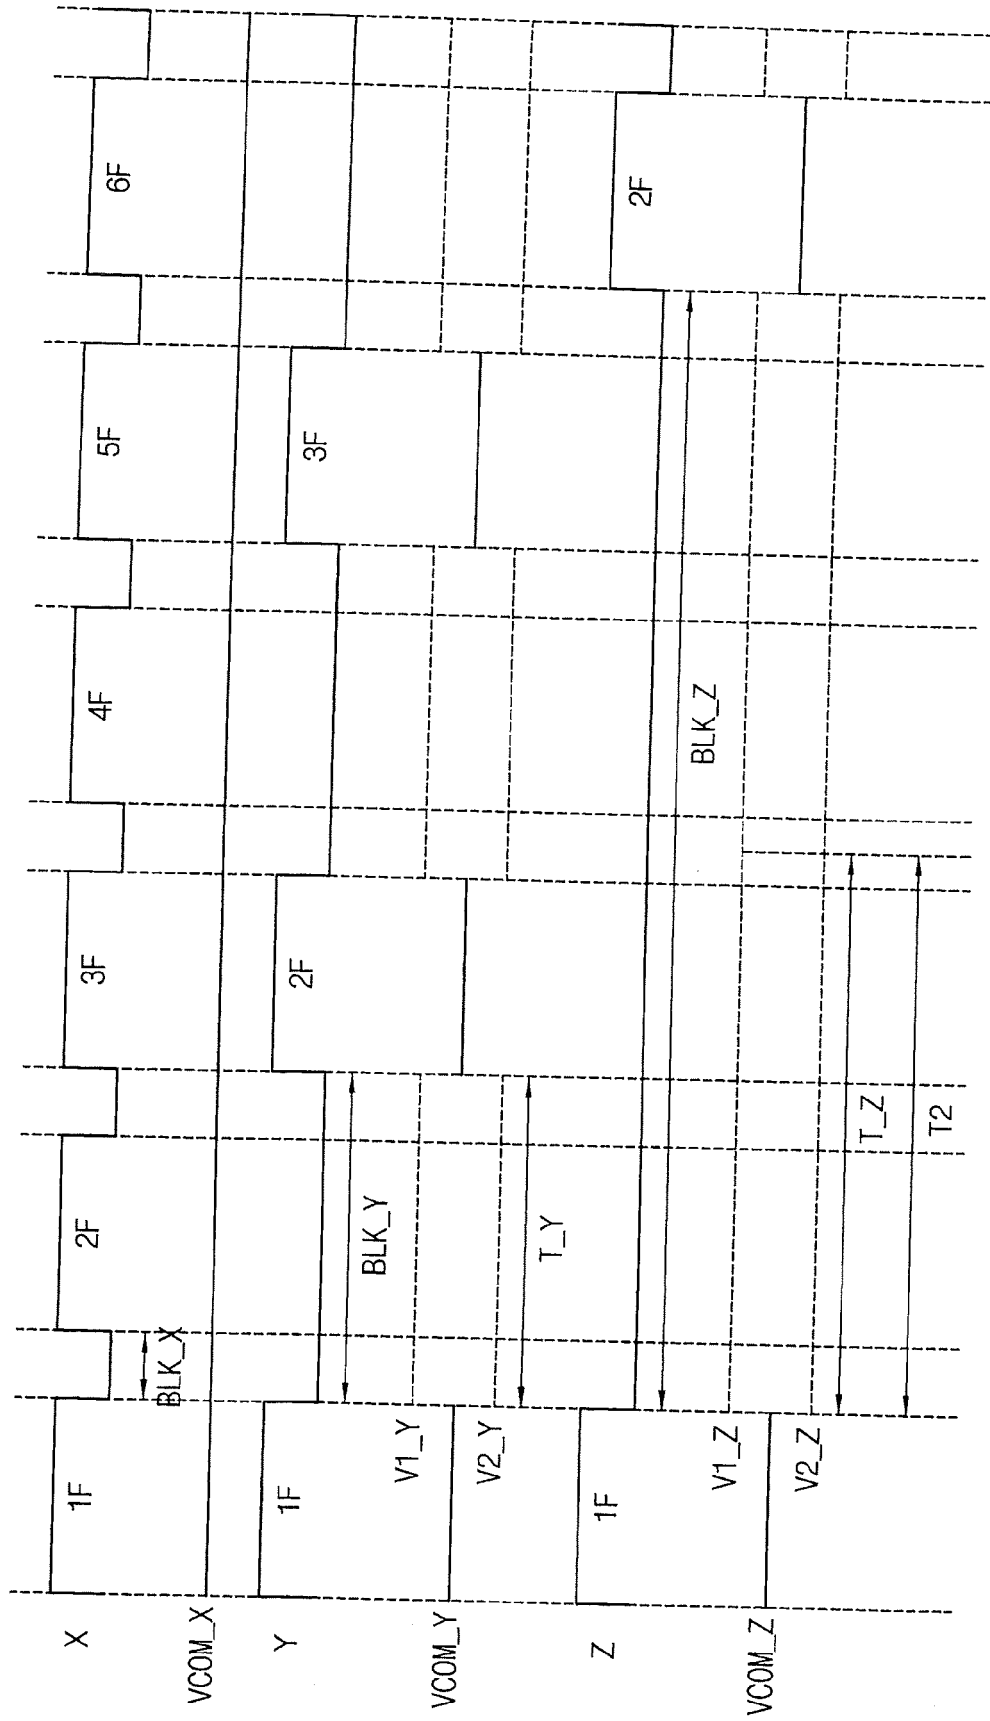 X 1F 2F 3F 4F 5F 6F
BLK_X
VCOM_X
Y 1F 2F 3F
BLK_Y
V1_Y
VCOM_Y
V2_Y
T_Y
Z 1F 2F
BLK_Z
V1_Z
VCOM_Z
V2_Z
T_Z
T2